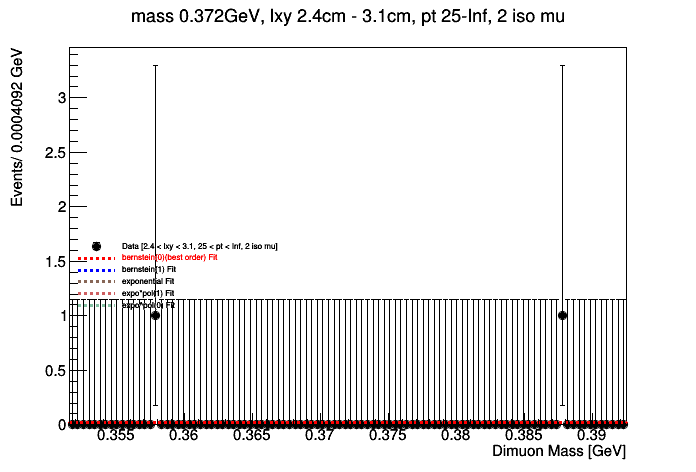 mass 0.372GeV, lxy 2.4cm - 3.1cm, pt 25-Inf, 2 iso mu
Events/ 0.0004092 GeV
3
2.5
2
1.5
1
0.5
0
Data [2.4 < lxy < 3.1, 25 < pt < Inf, 2 iso mu]
bernstein[0](best order) Fit
bernstein(1) Fit
exponential Fit
expo*pol(1) Fit
expo*pol(0) Fit
0.355 0.36 0.365 0.37 0.375 0.38 0.385 0.39
Dimuon Mass [GeV]